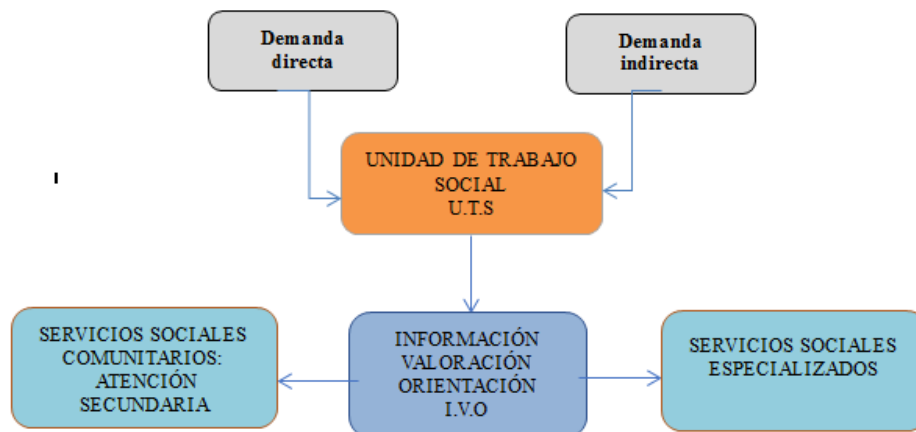 Demanda
directa
Demanda
indirecta
UNIDAD DE TRABAJO
SOCIAL
U.T.S
SERVICIOS SOCIALES
COMUNITARIOS:
ATENCIÓN
SECUNDARIA
INFORMACIÓN
VALORACIÓN
ORIENTACIÓN
I.V.O
SERVICIOS SOCIALES
ESPECIALIZADOS